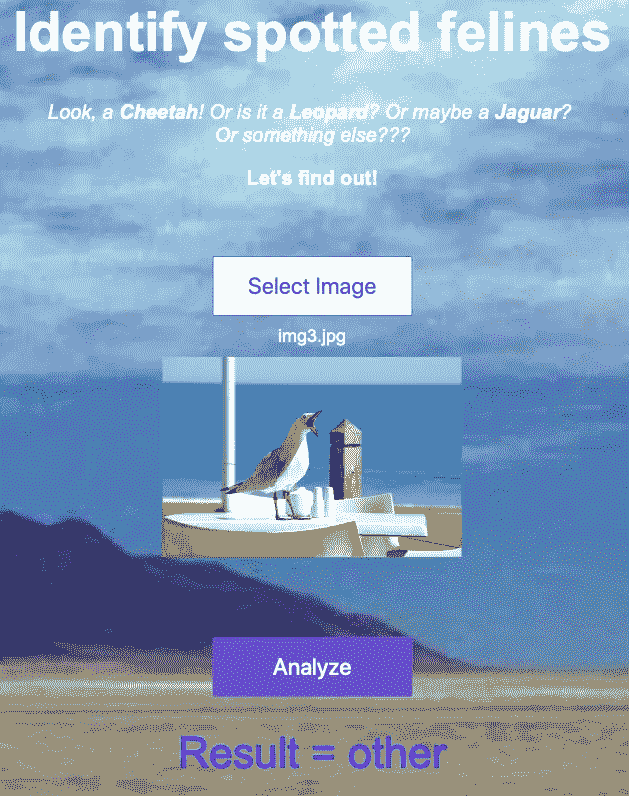 Identify spotted felines
Look, a Cheetah! Or is it a Leopard? Or maybe a Jaguar?
Or something else???
Let's find out!
Select Image
img3.jpg
Analyze
Result = other